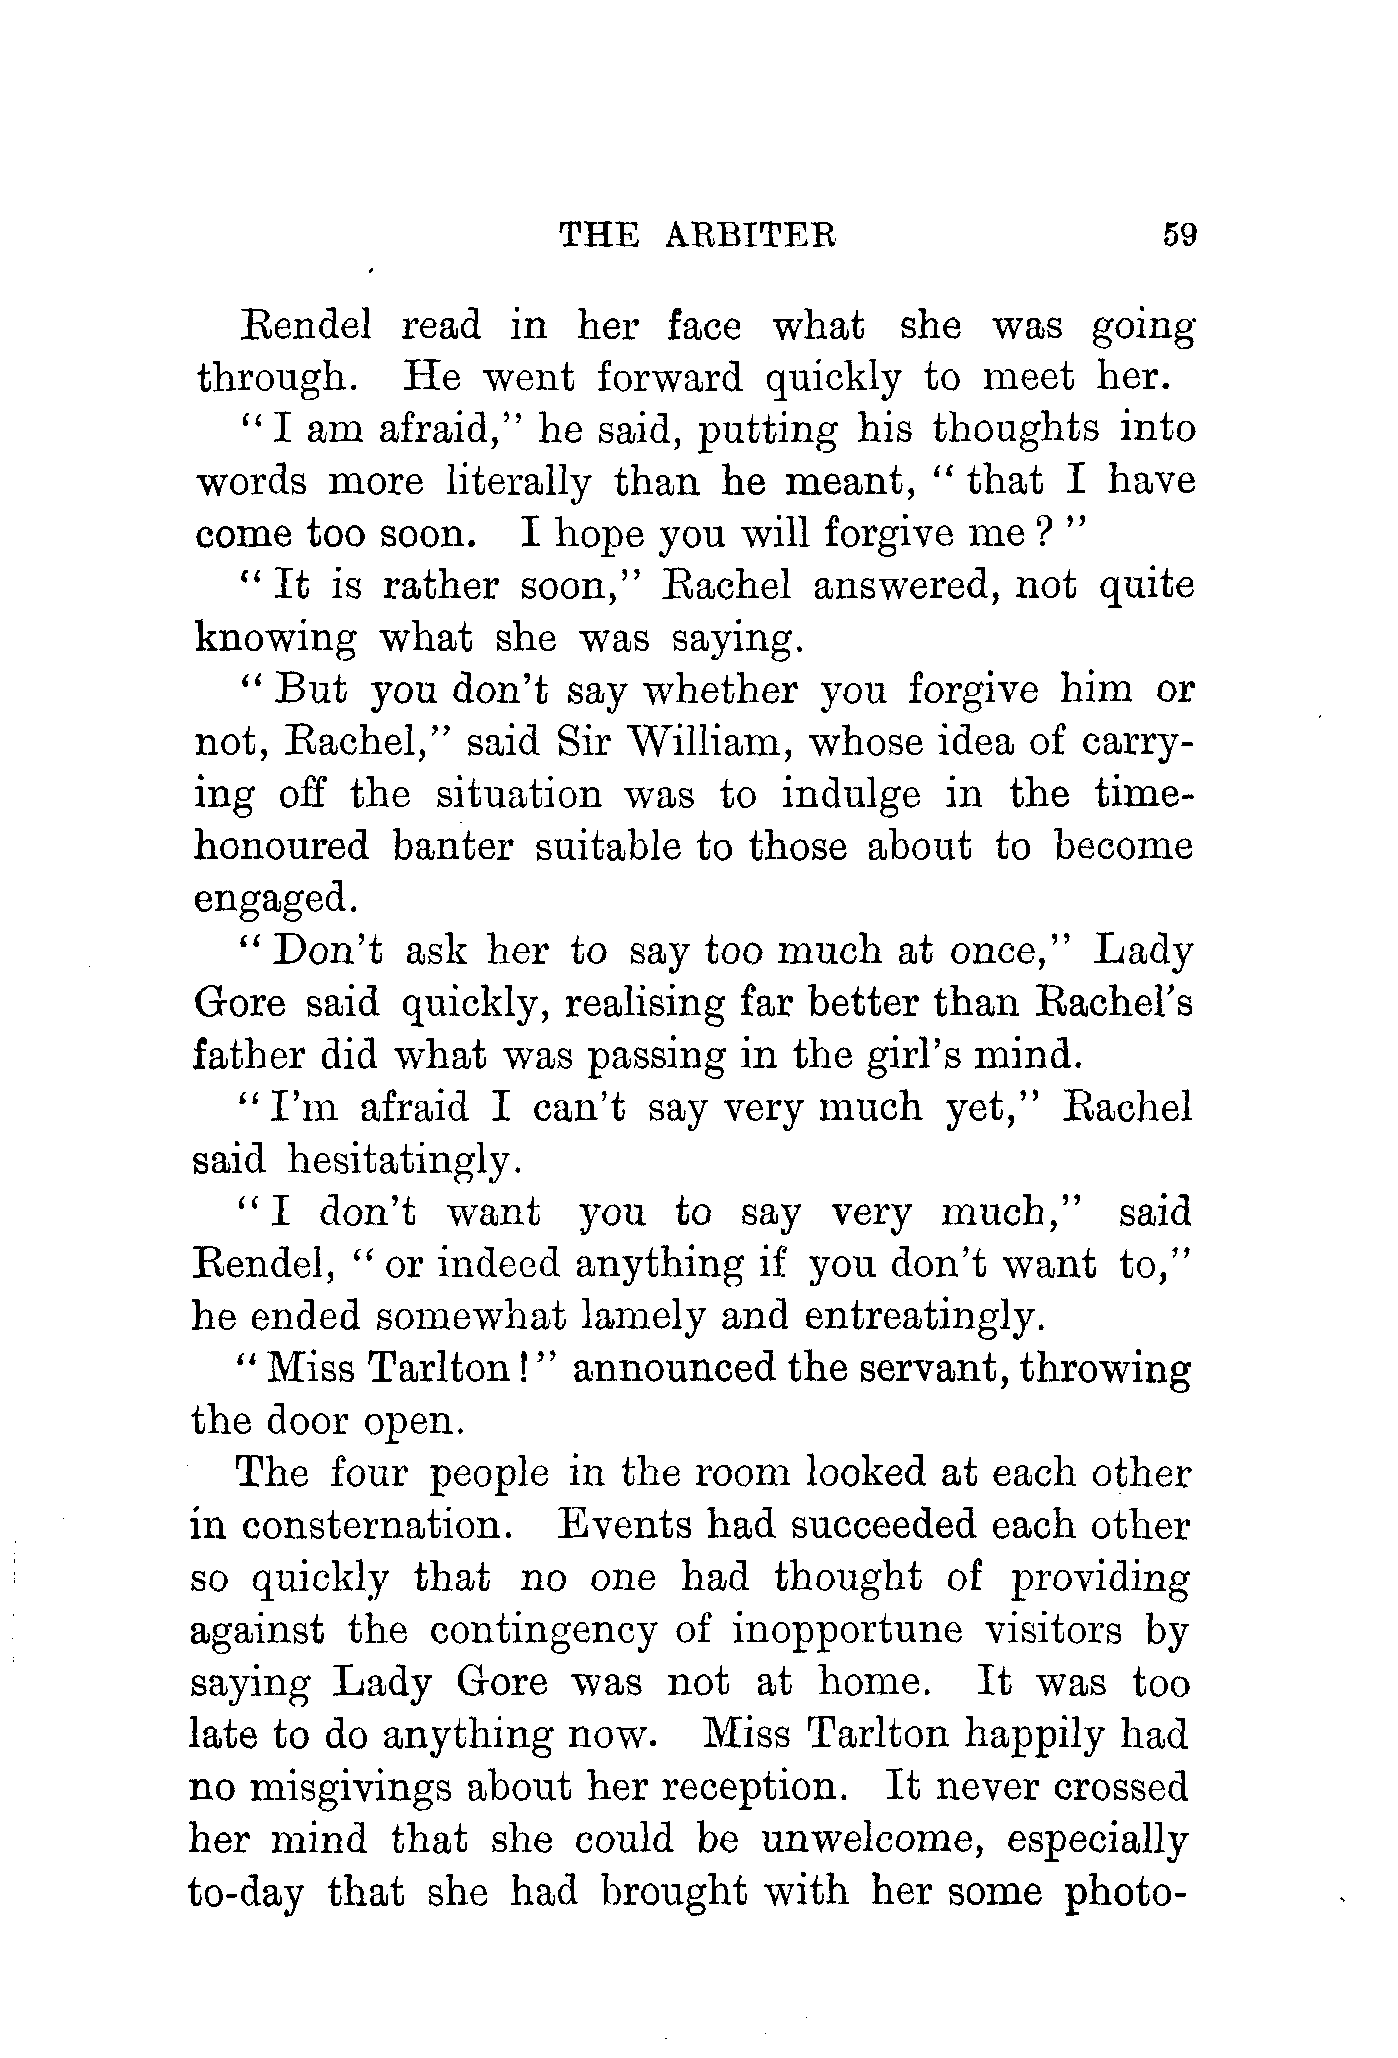 THE ARBITER 59
Rendel read in her face what she was going
through. He went forward quickly to meet her.
" I am afraid," he said, putting his thoughts into
words more literally than he meant, " that I have
come too soon. I hope you will forgive me ? "
" It is rather soon," Rachel answered, not quite
knowing what she was saying.
" But you don't say whether you forgive him or
not, Rachel," said Sir William, whose idea of carry-
ing off the situation was to indulge in the time-
honoured banter suitable to those about to become
engaged.
" Don't ask her to say too much at once," Lady
Gore said quickly, realising far better than Rachel's
father did what was passing in the girl's mind.
" I'm afraid I can't say very much yet," Rachel
said hesitatingly.
" I don't want you to say very much," said
Rendel, " or indeed anything if you don't want to,"
he ended somewhat lamely and entreatingly.
" Miss Tarlton ! " announced the servant, throwing
the door open.
The four people in the room looked at each other
in consternation. Events had succeeded each other
so quickly that no one had thought of providing
against the contingency of inopportune visitors by
saying Lady Gore was not at home. It was too
late to do anything now. Miss Tarlton happily had
no misgivings about her reception. It never crossed
her mind that she could be unwelcome, especially
to-day that she had brought with her some photo-